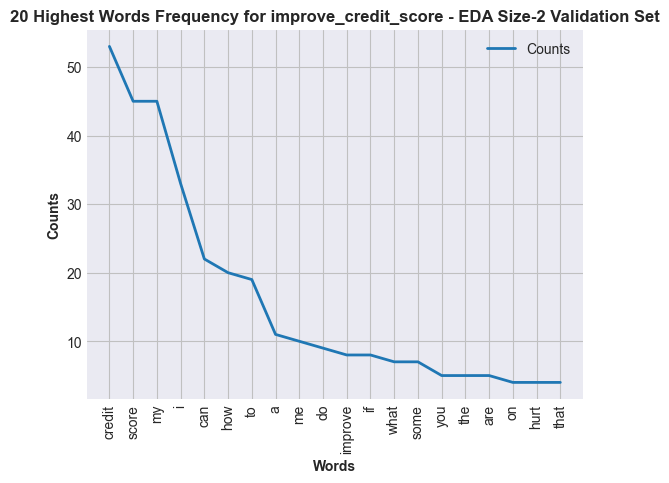 20 Highest Words Frequency for improve_credit_score - EDA Size-2 Validation Set
Counts
50
40
30
20
10
Counts
credit
score
my
i
can
how
to
a
me
do
improve
if
what
some
you
the
are
on
hurt
that
Words